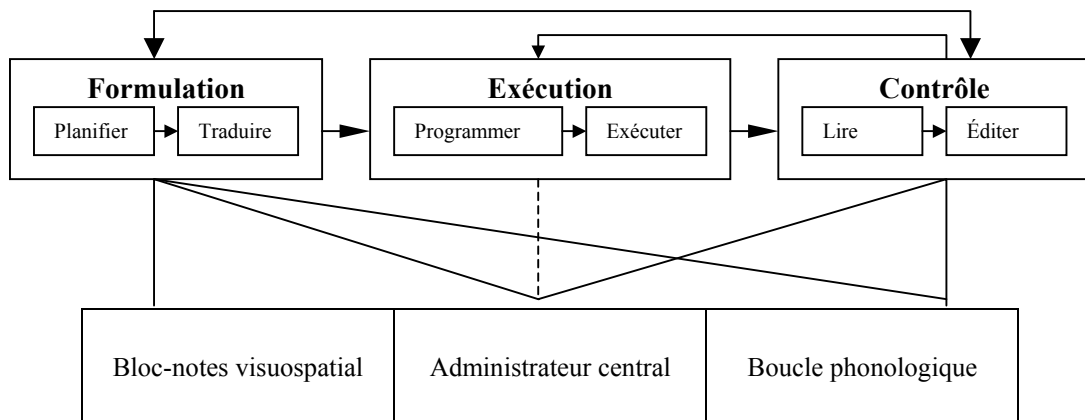 Formulation
Planifier
Traduire
Exécution
Programmer
Exécuter
Contrôle
Lire
Éditer
Bloc-notes visuospatial
Administrateur central
Boucle phonologique